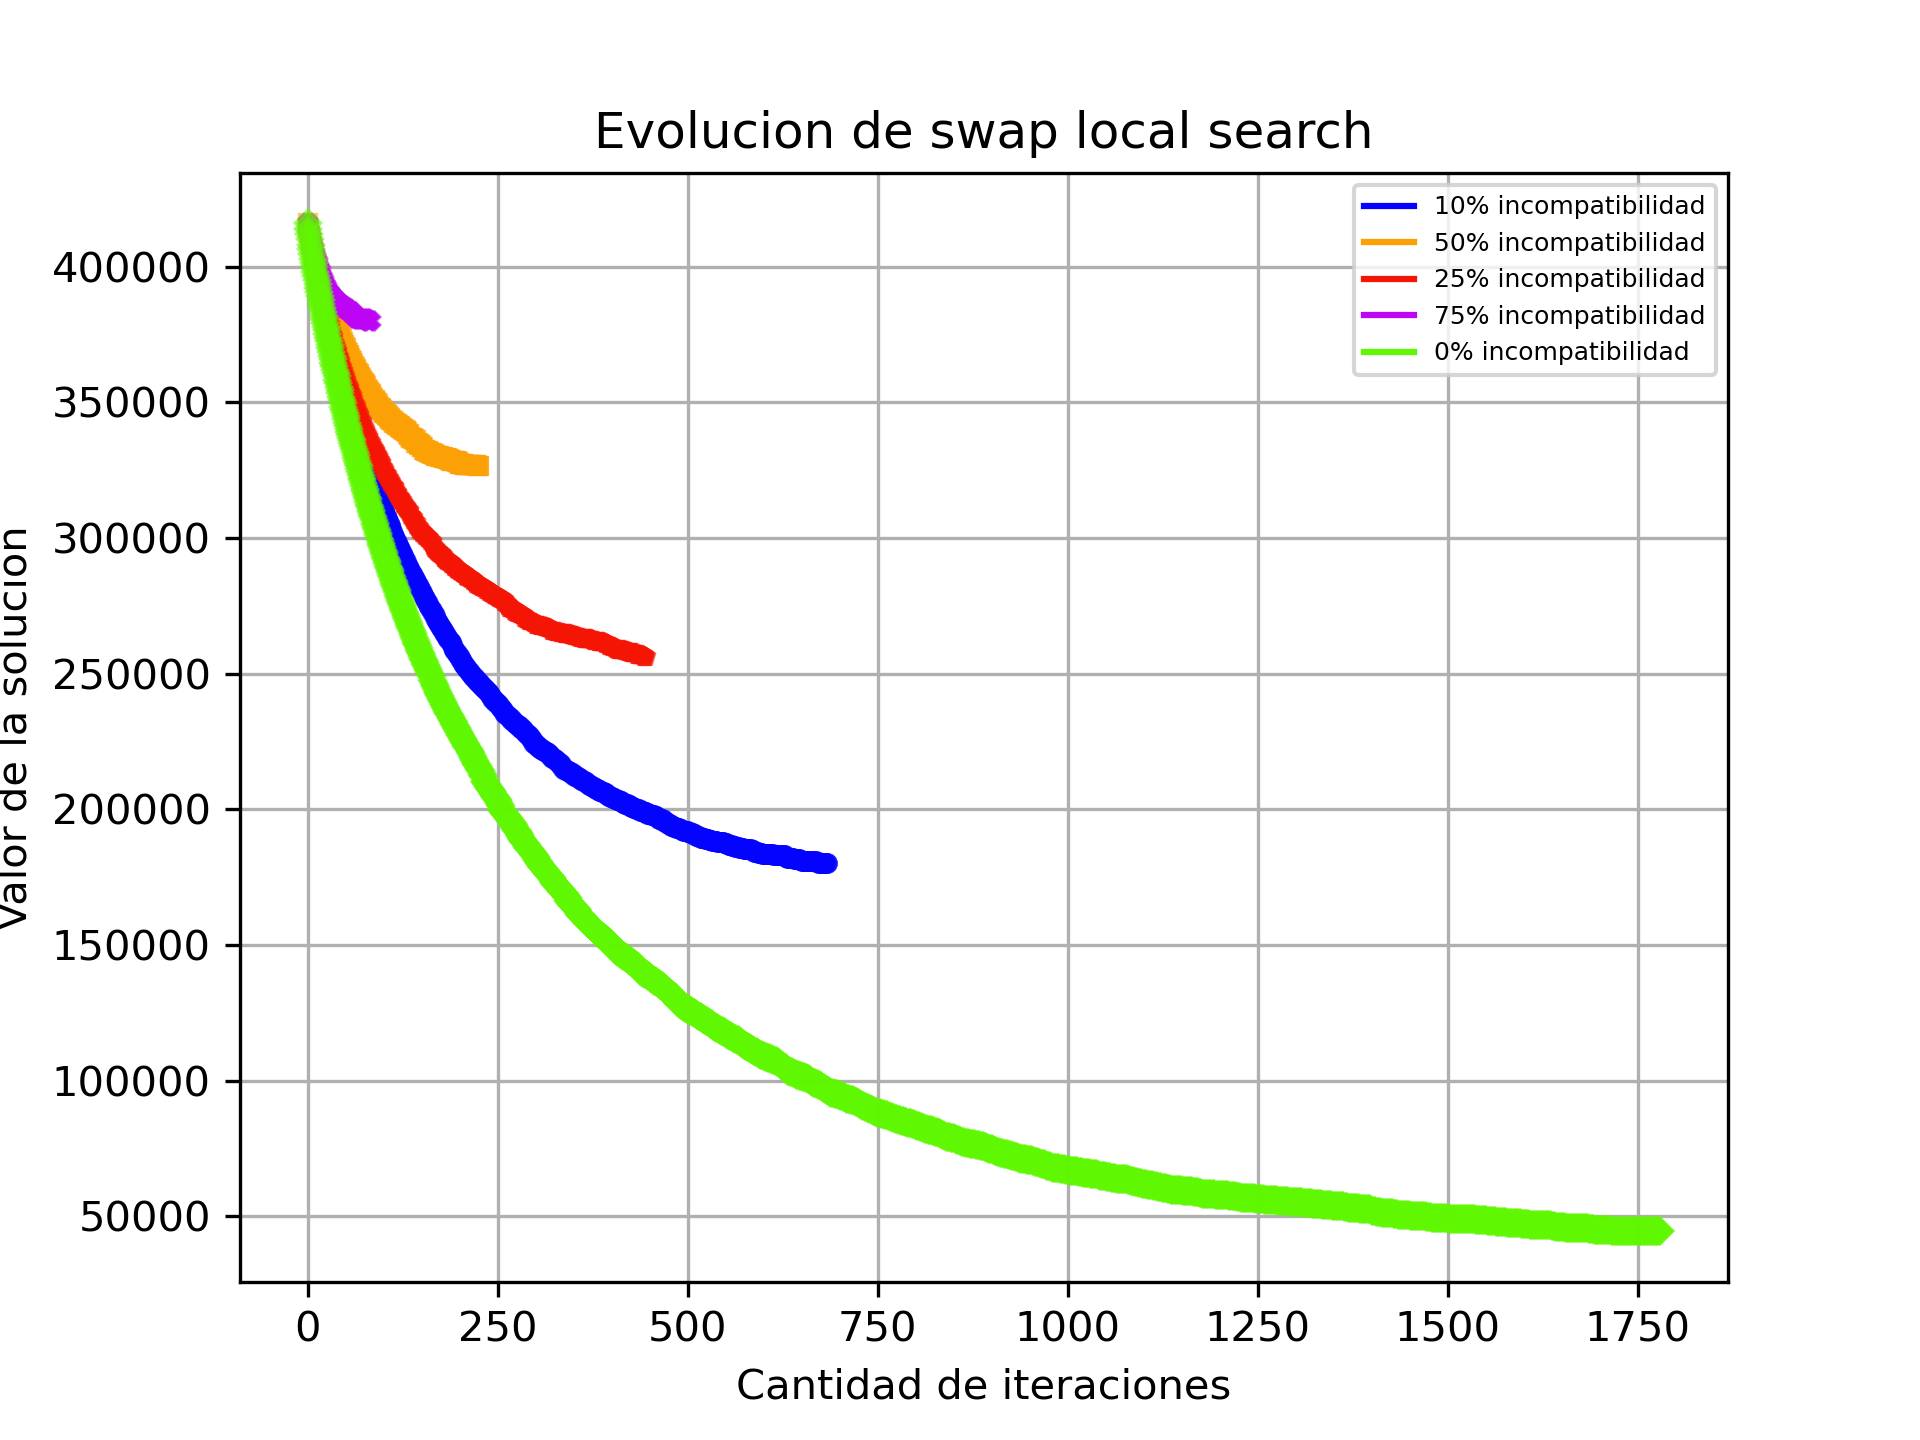 Evolucion de swap local search
10% incompatibilidad
50% incompatibilidad
25% incompatibilidad
75% incompatibilidad
0% incompatibilidad
Valor de la solucion
400000
350000
300000
250000
200000
150000
100000
50000
0 250 500 750 1000 1250 1500 1750
Cantidad de iteraciones